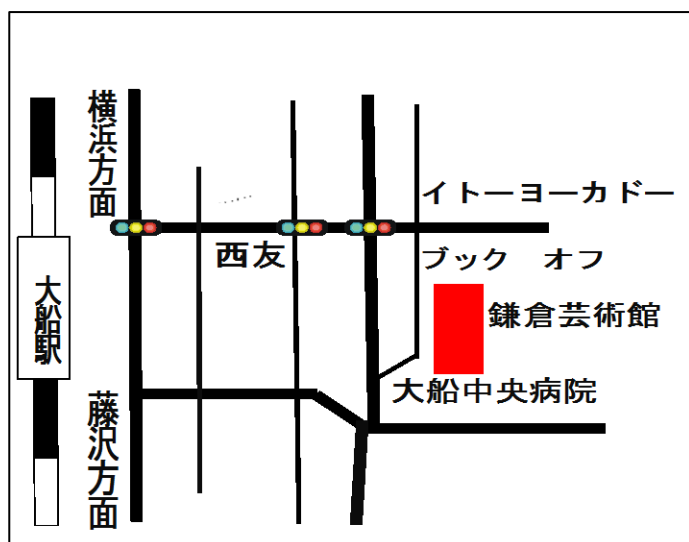 横浜方面
イトーヨーカドー
西友
ブック　オフ
大船駅
鎌倉芸術館
大船中央病院
藤沢方面